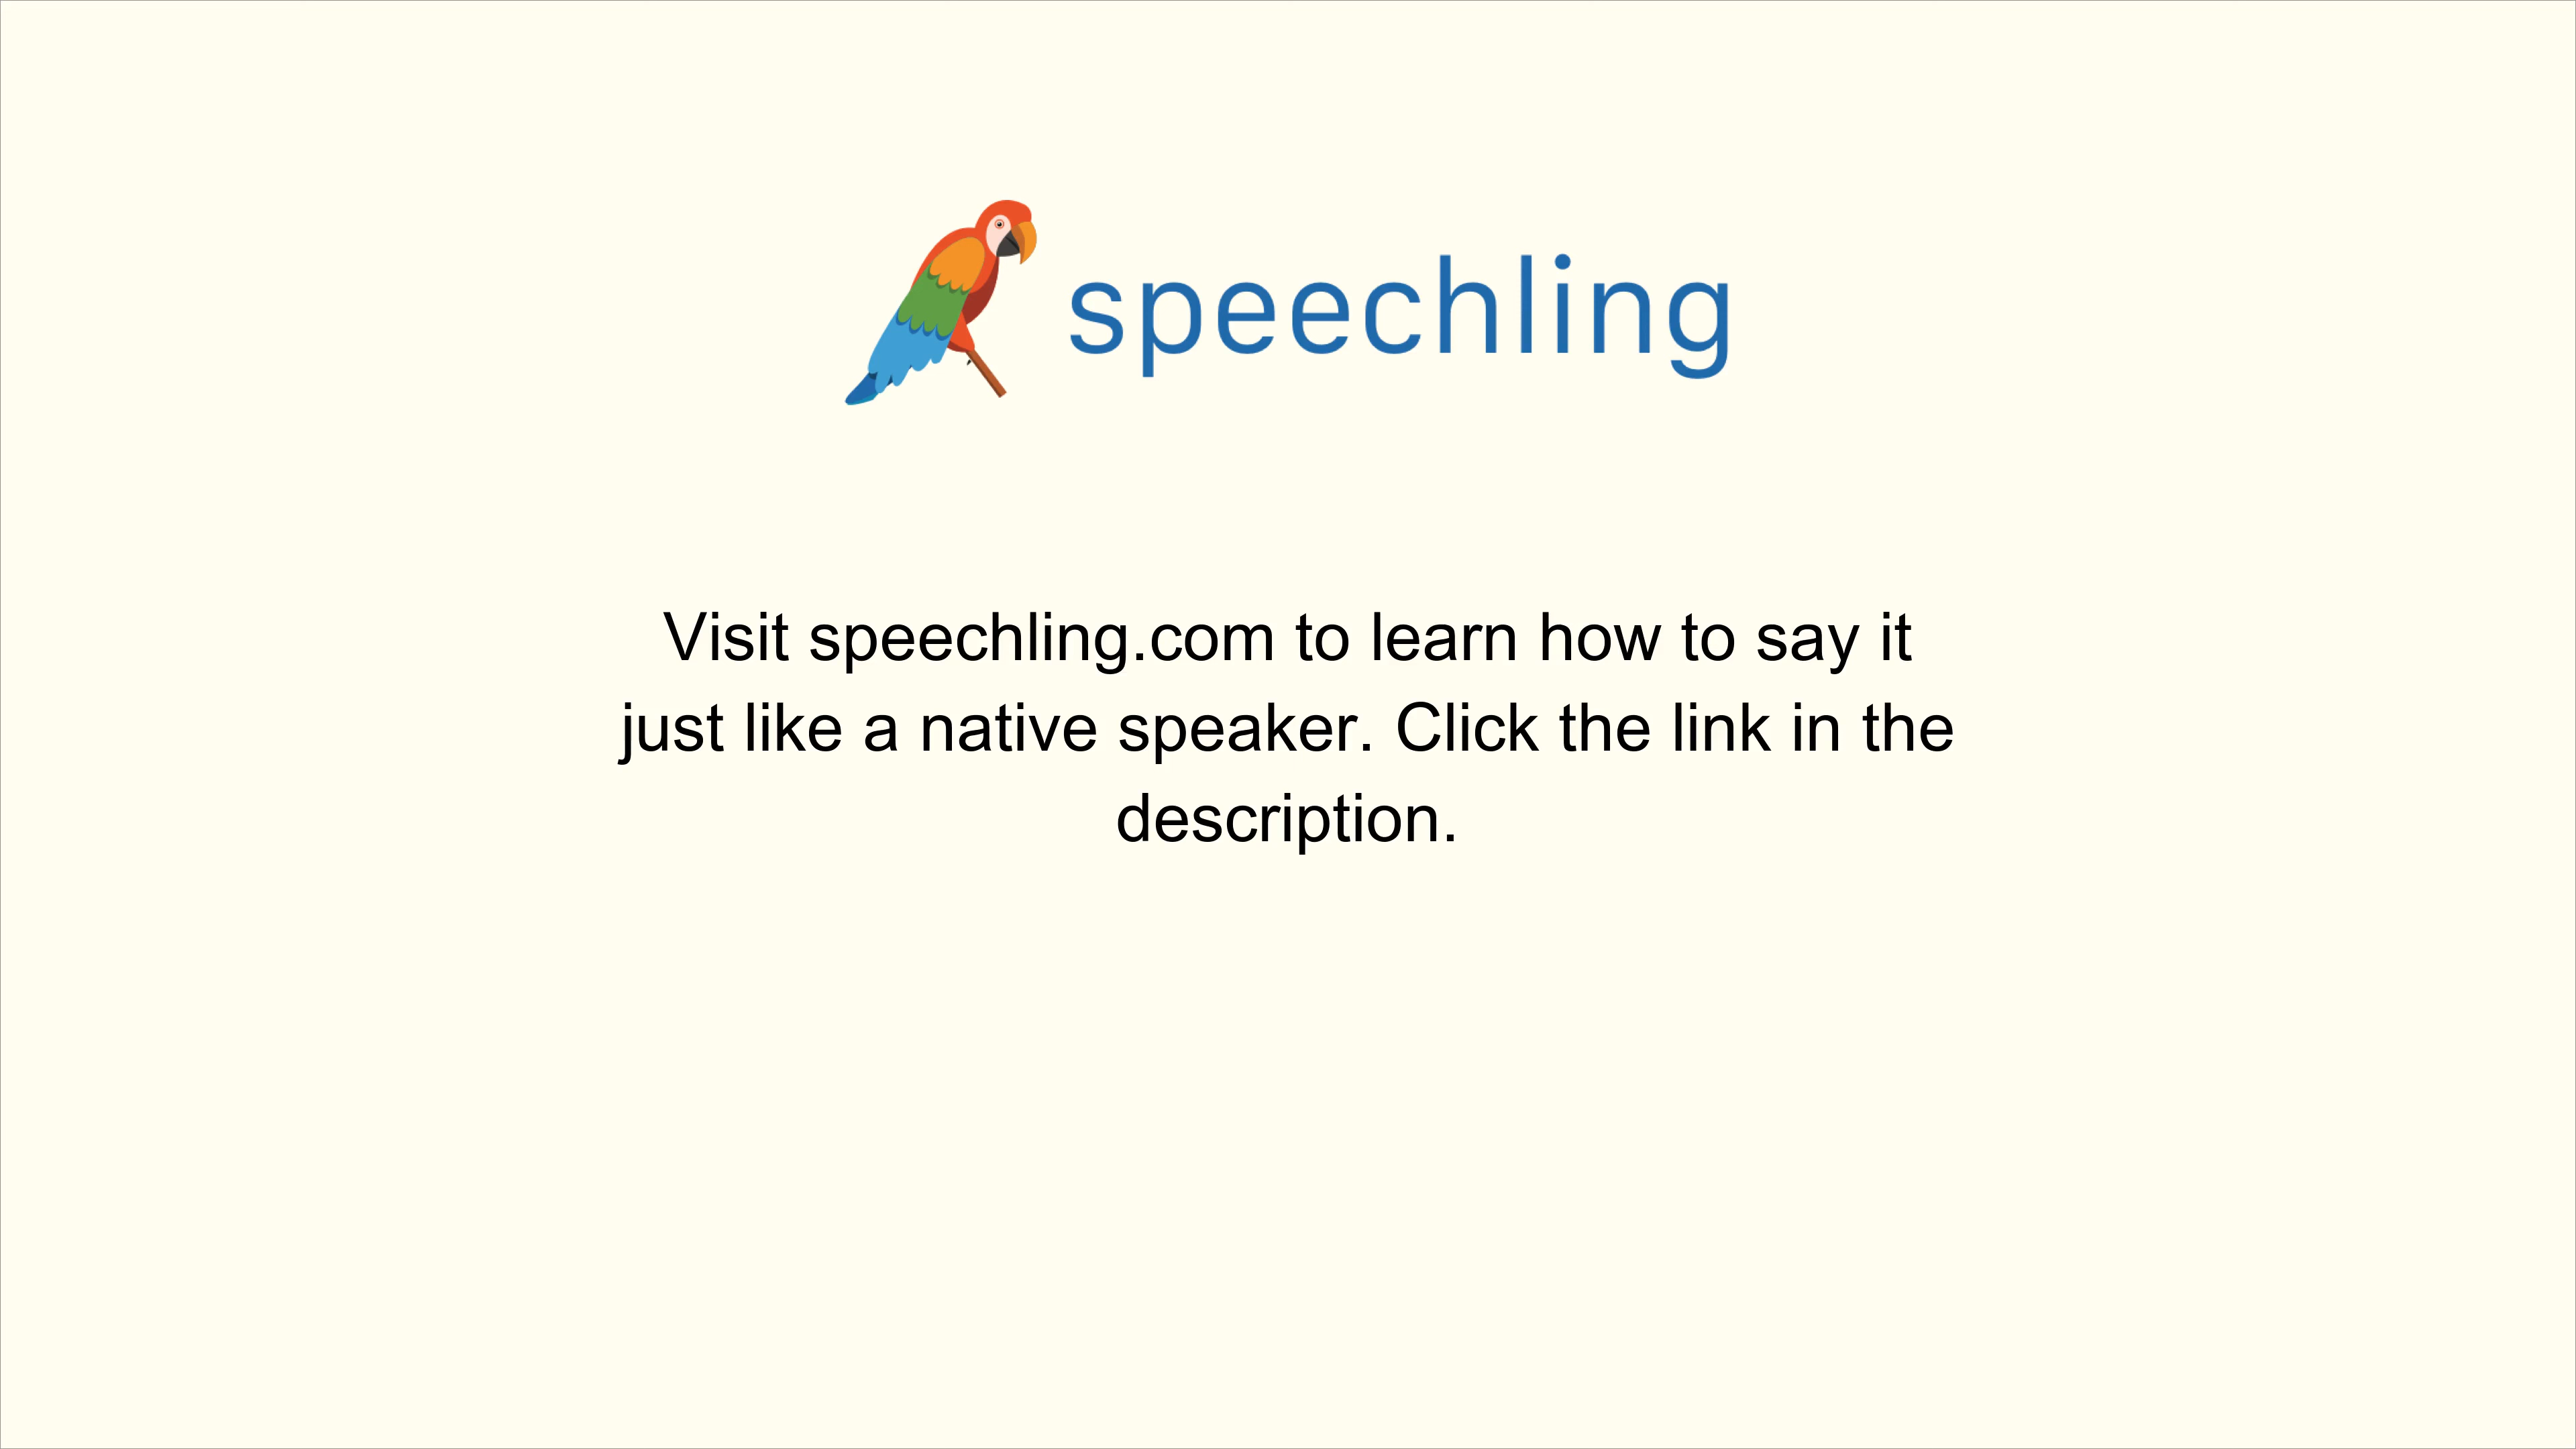 speechling
Visit speechling.com to learn how to say it
just like a native speaker. Click the link in the
description.